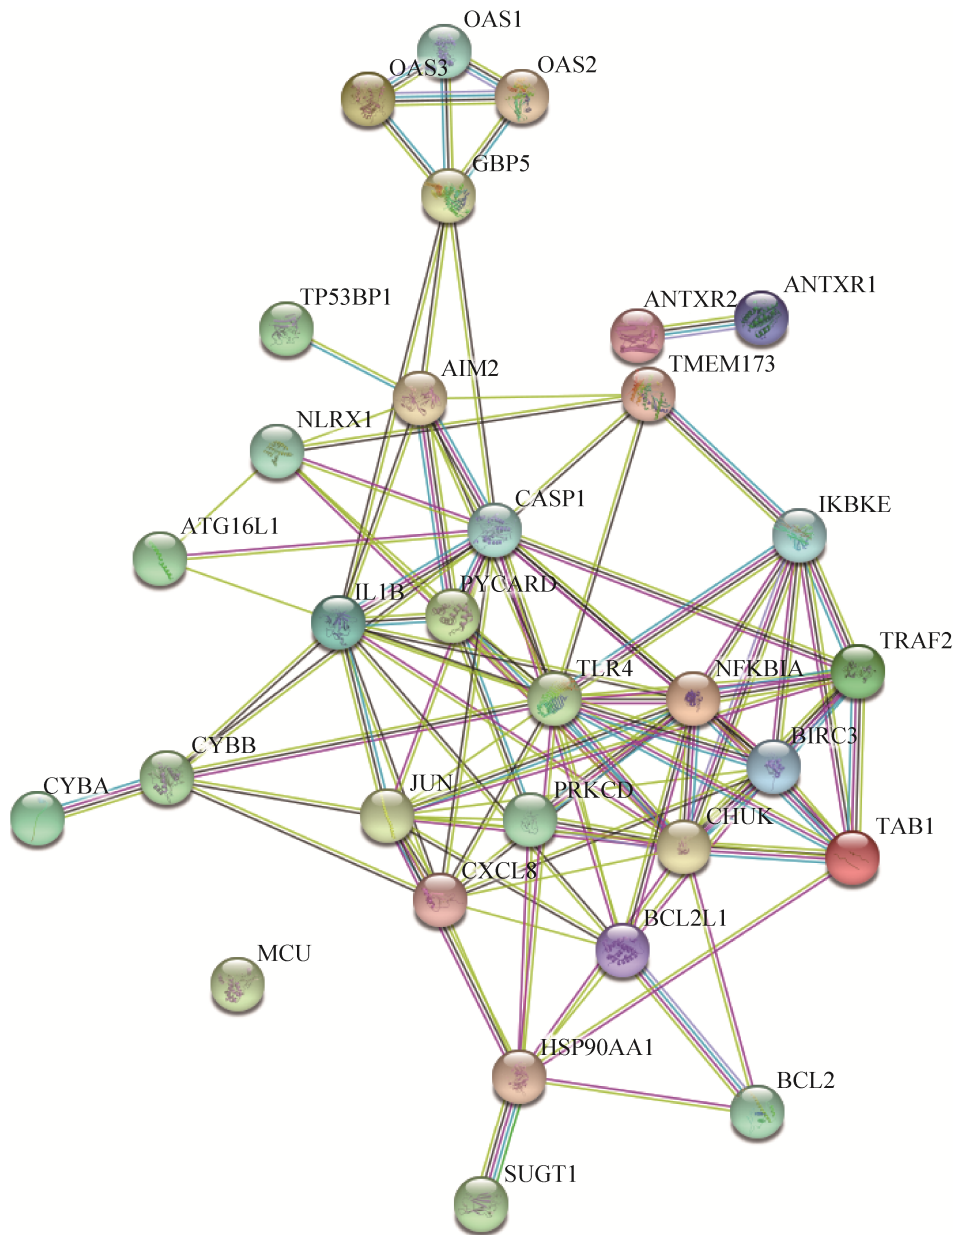 OAS1
OAS3
OAS2
GBP5
TP53BP1
ANTXR2
ANTXR1
AIM2
TMEM173
NLRX1
CASP1
IKBKE
ATG16L1
IL1B
PYCARD
TRAF2
TLR4
NFKBIA
BIRC3
CYBB
CYBA
JUN
PRKCD
CHUK
TAB1
CXCL8
BCL2L1
MCU
HSP90AA1
BCL2
SUGT1